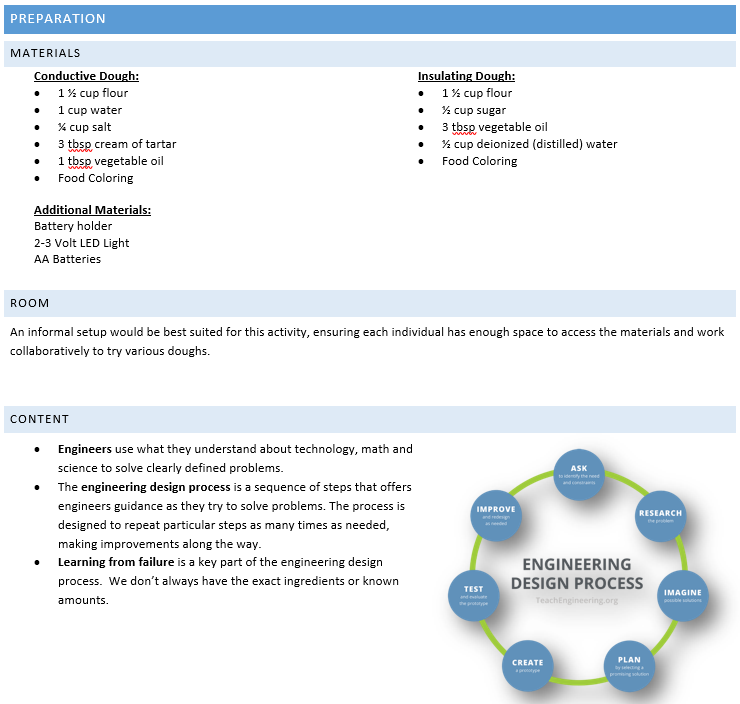 PREPARATION
MATERIALS
Conductive Dough:
• 1 ½ cup flour
• 1 cup water
• ¼ cup salt
• 3 tbsp cream of tartar
• 1 tbsp vegetable oil
• Food Coloring
Additional Materials:
Battery holder
2-3 Volt LED Light
AA Batteries
Insulating Dough:
• 1 ½ cup flour
• ½ cup sugar
• 3 tbsp vegetable oil
• ½ cup deionized (distilled) water
• Food Coloring
ROOM
An informal setup would be best suited for this activity, ensuring each individual has enough space to access the materials and work
collaboratively to try various doughs.
CONTENT
• Engineers use what they understand about technology, math and
science to solve clearly defined problems.
• The engineering design process is a sequence of steps that offers
engineers guidance as they try to solve problems. The process is
designed to repeat particular steps as many times as needed,
making improvements along the way.
• Learning from failure is a key part of the engineering design
process.  We don't always have the exact ingredients or known
amounts.
ENGINEERING
DESIGN PROCESS
TeachEngineering.org
ASK
to identify the need
and constraints
RESEARCH
the problem
IMAGINE
possible solutions
PLAN
by selecting a
promising solution
CREATE
a prototype
TEST
and evaluate
the prototype
IMPROVE
and redesign
as needed